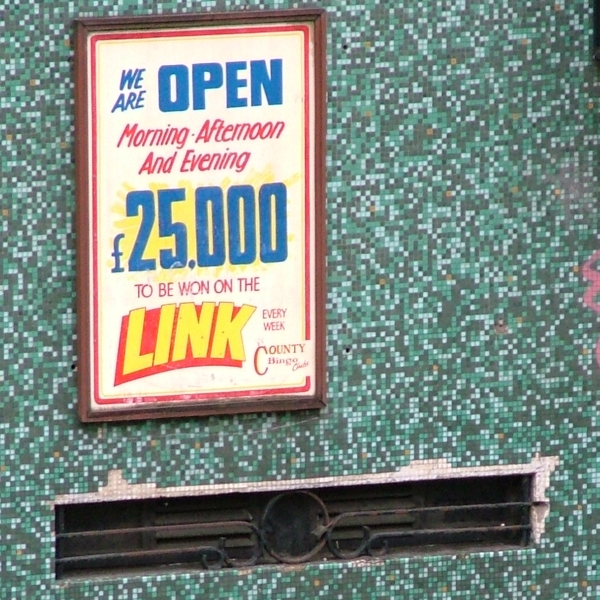 WE
ARE OPEN
Morning-Afternoon
And Evening
£25.000
TO BE WON ON THE
LINK EVERY
WEEK
COUNTY
Bingo Club